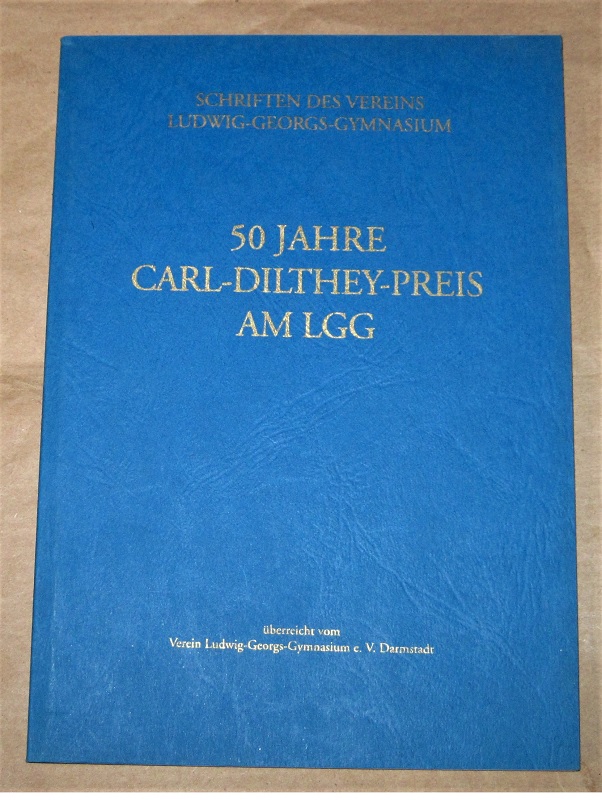 SCHRIFTEN DES VEREINS
LUDWIG-GEORGS-GYMNASIUM
50 JAHRE
CARL-DILTHEY-PREIS
AM LGG
überreicht vom
Verein Ludwig-Georgs-Gymnasium e. V. Darmstadt